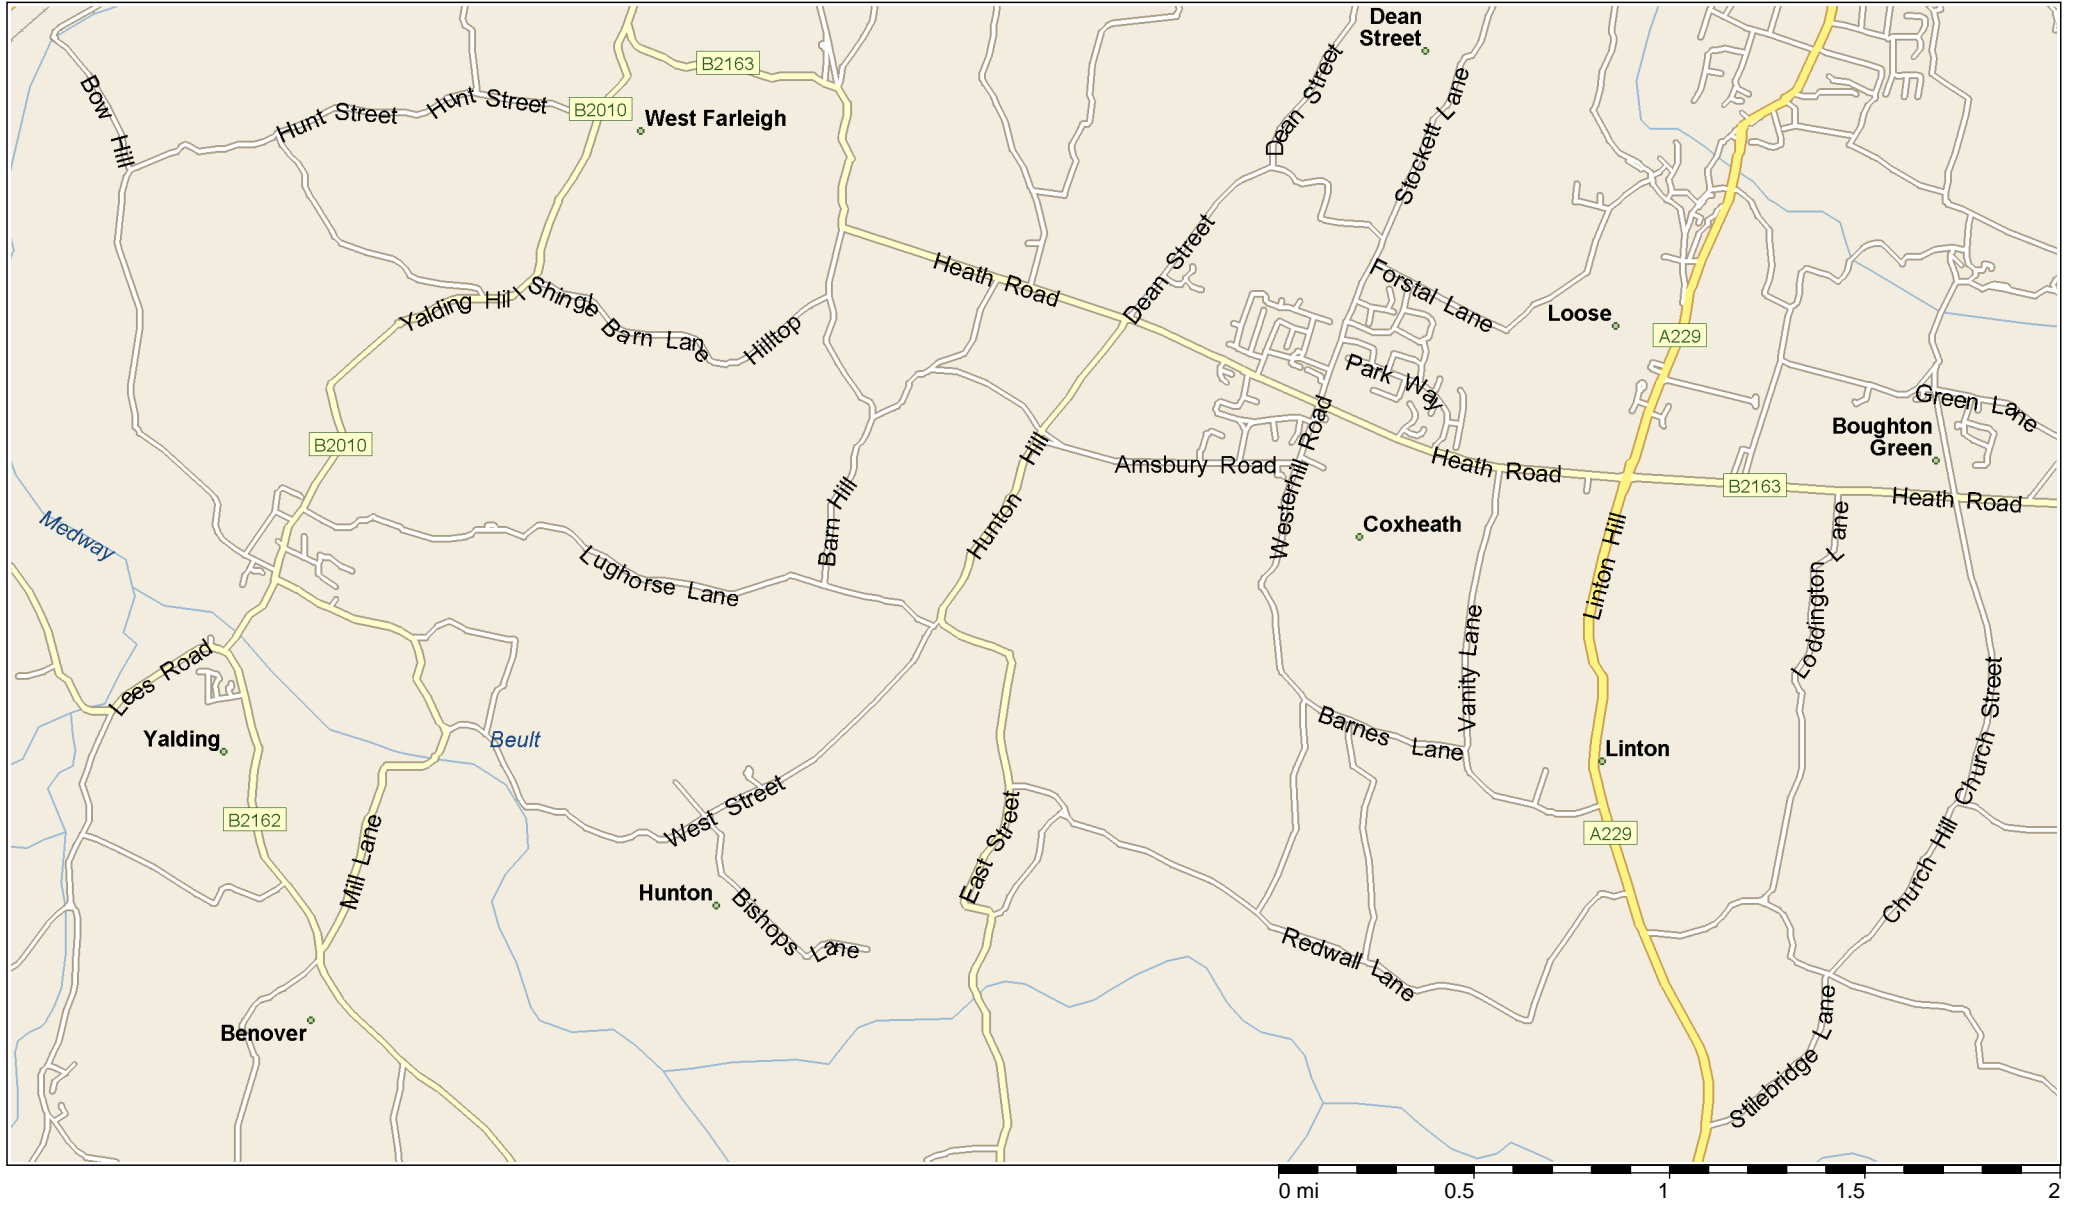 Dean
Street
B2163
Bow Hill
Hunt Street
Hunt Street
B2010
West Farleigh
Dean Street
Stockett Lane
Dean Street
Heath Road
Forstal Lane
Yalding Hill
Shingle Barn Lane
Hilltop
Loose
A229
Park Way
Green Lane
Boughton
Green
B2010
Westerhill Road
Hunton Hill
Amsbury Road
Heath Road
B2163
Heath Road
Barn Hill
Medway
Coxheath
Linton Hill
Loddington Lane
Lughorse Lane
Vanity Lane
Lees Road
Church Street
Yalding
Beult
Barnes Lane
Linton
West Street
B2162
Mill Lane
East Street
A229
Church Hill
Hunton
Bishops Lane
Redwall Lane
Benover
Stilebridge Lane
0 mi
0.5
1
1.5
2